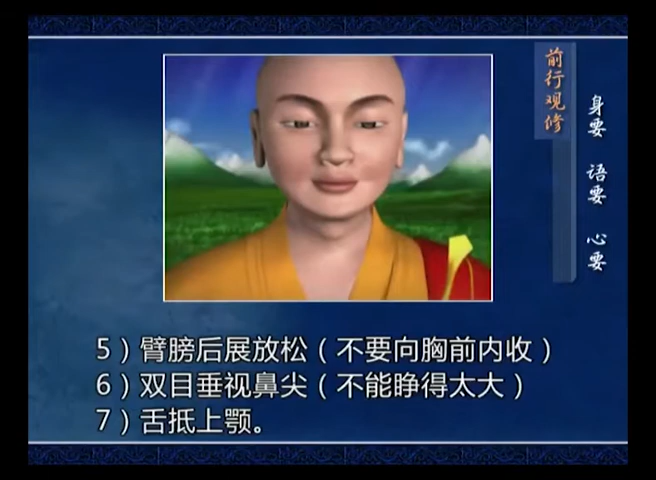 前行观修
身要 语要 心要
5）臂膀后展放松（不要向胸前内收）
6）双目垂视鼻尖（不能睁得太大）
7）舌抵上颚。